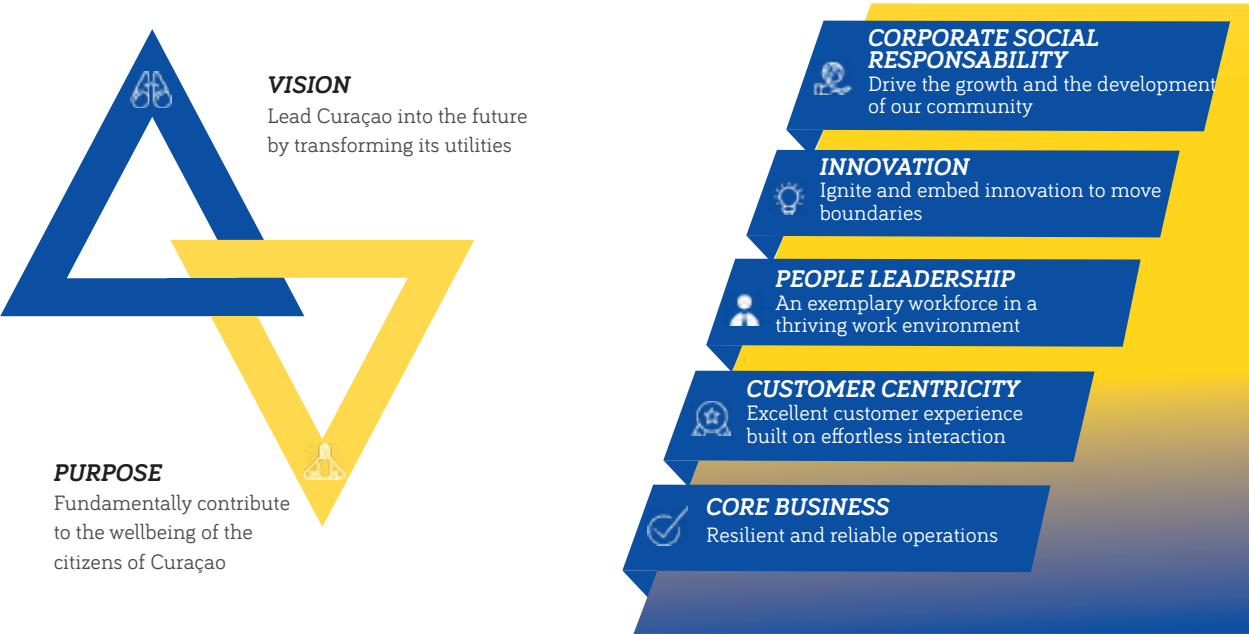 VISION
Lead Curaçao into the future
by transforming its utilities
PURPOSE
Fundamentally contribute
to the wellbeing of the
citizens of Curaçao
CORPORATE SOCIAL
RESPONSABILITY
Drive the growth and the development
of our community
INNOVATION
Ignite and embed innovation to move
boundaries
PEOPLE LEADERSHIP
An exemplary workforce in a
thriving work environment
CUSTOMER CENTRICITY
Excellent customer experience
built on effortless interaction
CORE BUSINESS
Resilient and reliable operations